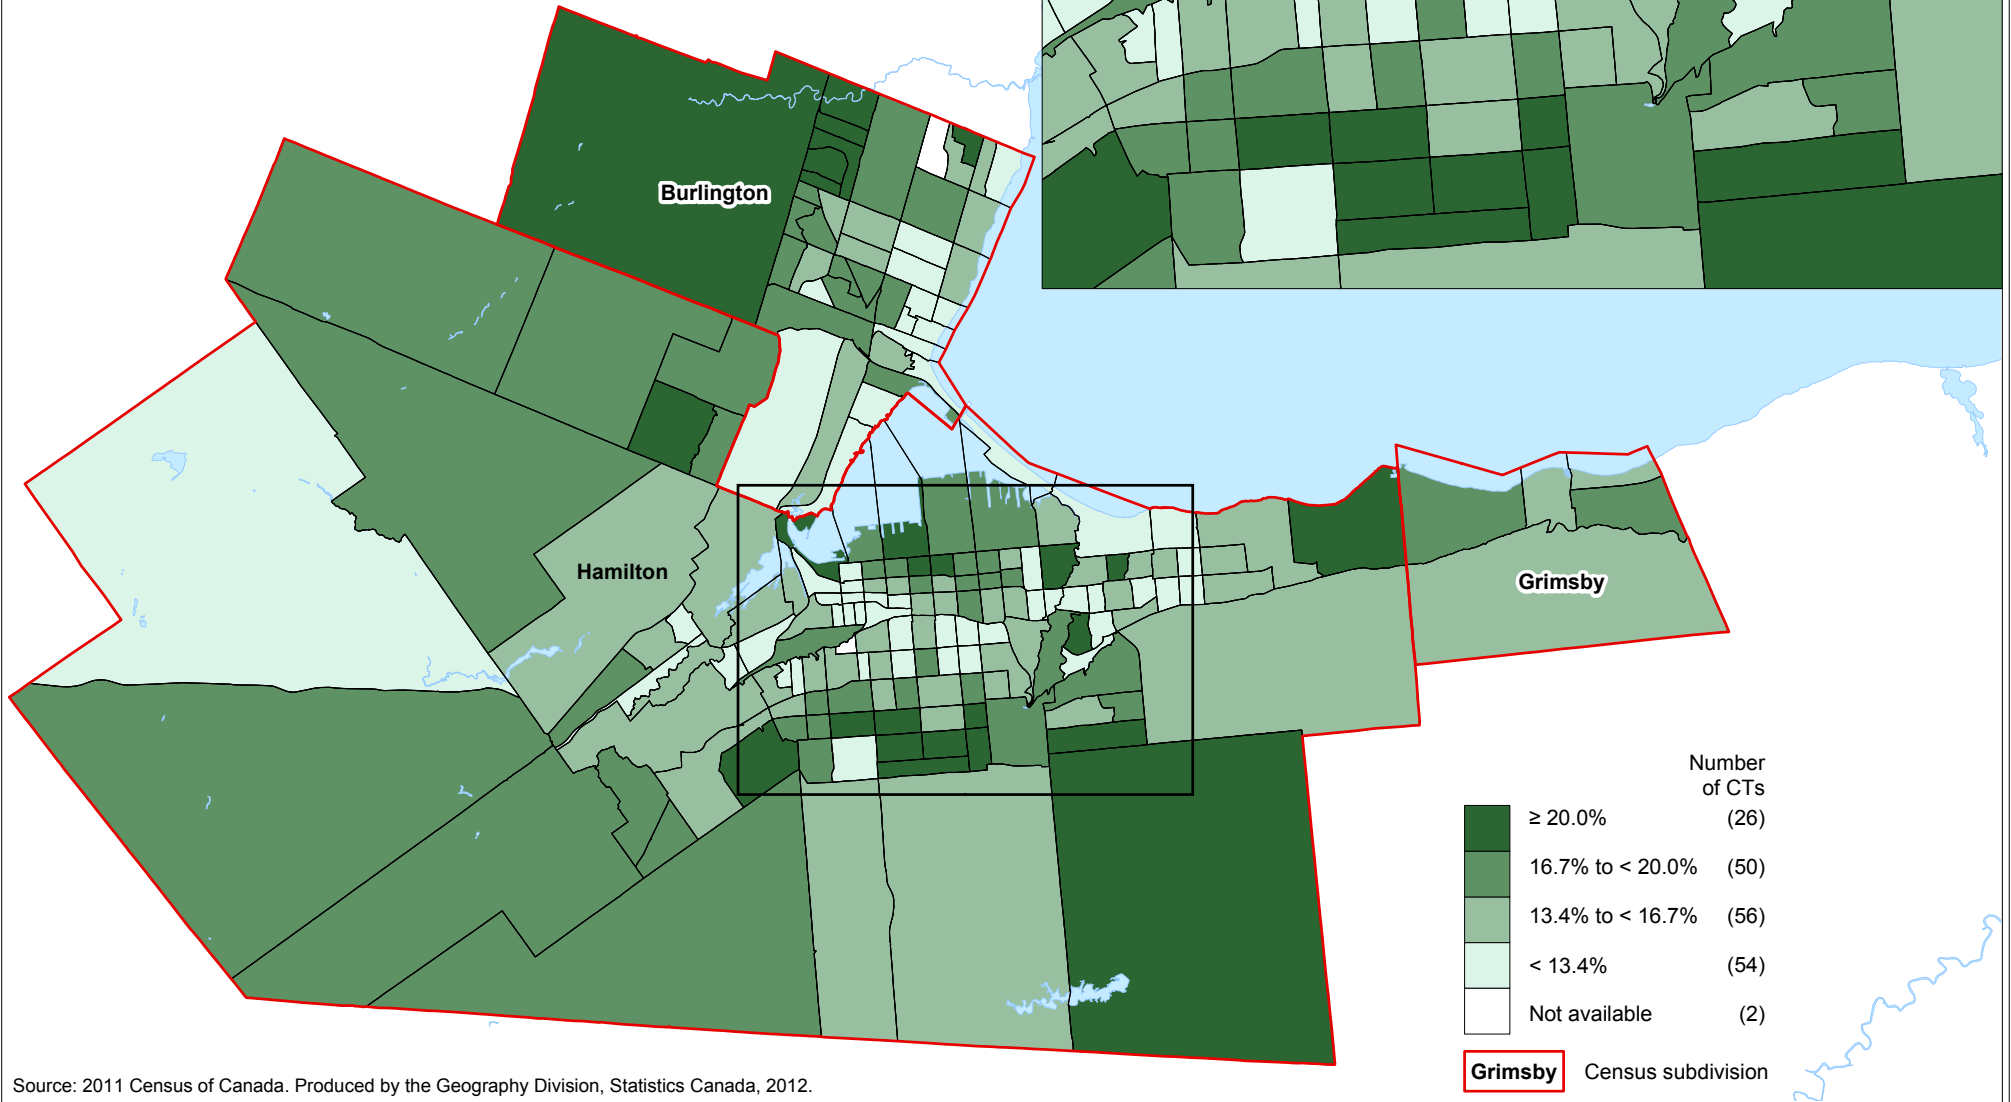 Burlington
Hamilton
Grimsby
Number
of CTs
≥ 20.0% (26)
16.7% to < 20.0% (50)
13.4% to < 16.7% (56)
< 13.4% (54)
Not available (2)
Grimsby Census subdivision
Source: 2011 Census of Canada. Produced by the Geography Division, Statistics Canada, 2012.